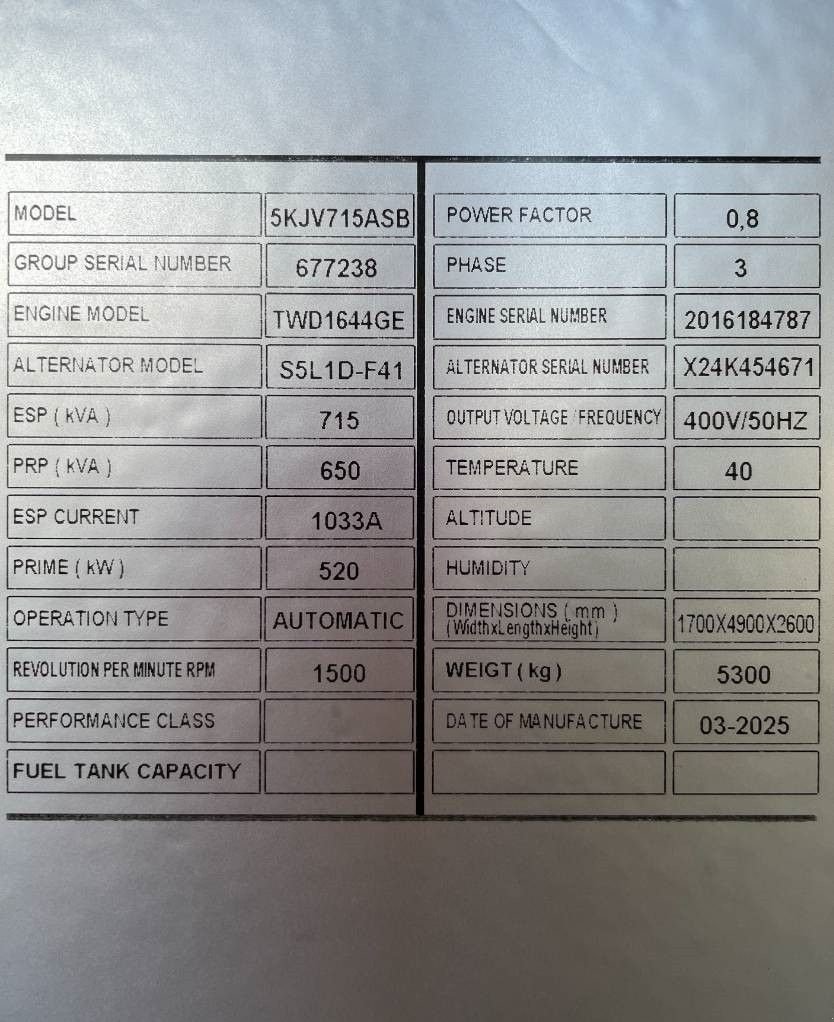 MODEL 5KJV715ASB
GROUP SERIAL NUMBER 677238
ENGINE MODEL TWD1644GE
ALTERNATOR MODEL S5L1D-F41
ESP ( kVA ) 715
PRP ( kVA ) 650
ESP CURRENT 1033A
PRIME ( kW ) 520
OPERATION TYPE AUTOMATIC
REVOLUTION PER MINUTE RPM 1500
PERFORMANCE CLASS
FUEL TANK CAPACITY
POWER FACTOR 0,8
PHASE 3
ENGINE SERIAL NUMBER 2016184787
ALTERNATOR SERIAL NUMBER X24K454671
OUTPUT VOLTAGE / FREQUENCY 400V/50HZ
TEMPERATURE 40
ALTITUDE
HUMIDITY
DIMENSIONS ( mm )
(WidthxLengthxHeight) 1700X4900X2600
WEIGT ( kg ) 5300
DATE OF MANUFACTURE 03-2025